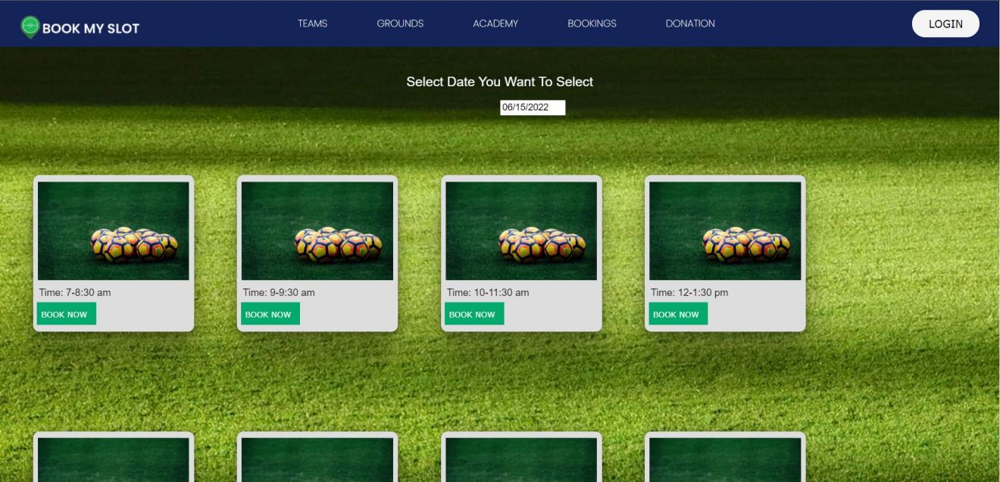 BOOK MY SLOT
TEAMS GROUNDS ACADEMY BOOKINGS DONATION
LOGIN
Select Date You Want To Select
06/15/2022
Time: 7-8:30 am
BOOK NOW
Time: 9-9:30 am
BOOK NOW
Time: 10-11:30 am
BOOK NOW
Time: 12-1:30 pm
BOOK NOW